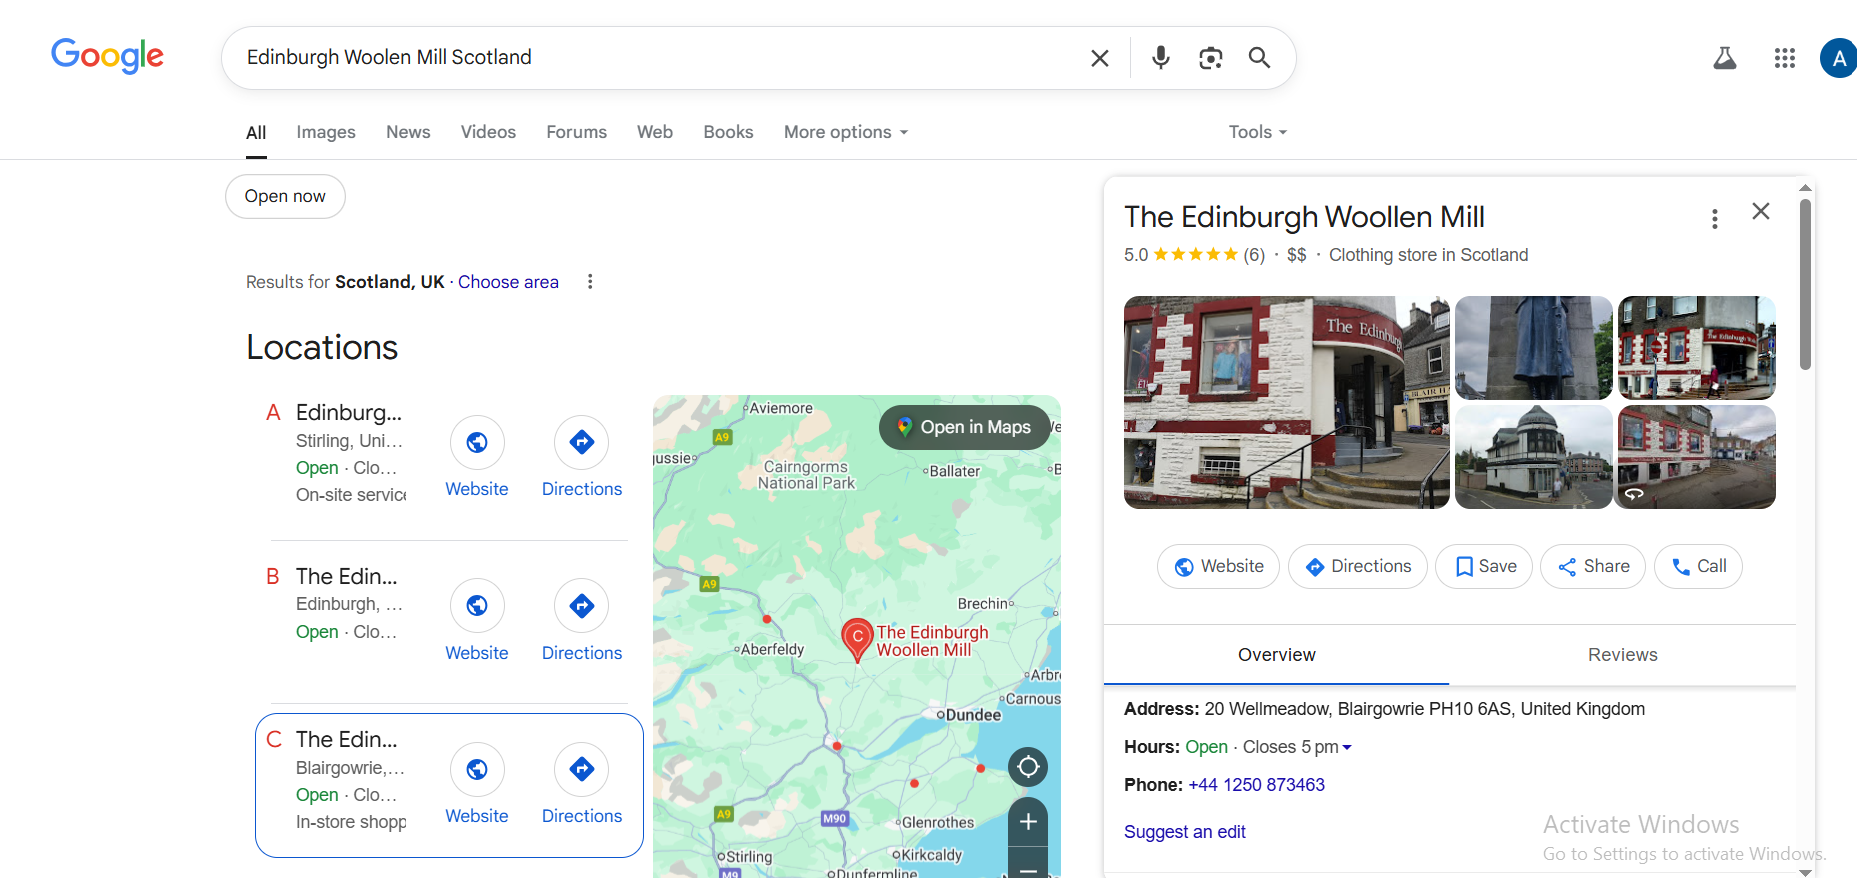 Google
Edinburgh Woolen Mill Scotland
A
All
Images
News
Videos
Forums
Web
Books
More options
Tools
Open now
Results for Scotland, UK · Choose area
Locations
A
Edinburg...
Stirling, Uni...
Open · Clo...
On-site service
Website
Directions
B
The Edin...
Edinburgh, ...
Open · Clo...
Website
Directions
C
The Edin...
Blairgowrie,...
Open · Clo...
In-store shopp
Website
Directions
Open in Maps
Aviemore
A9
gussie
Cairngorms
National Park
Ballater
A9
Brechin
C
The Edinburgh
Woollen Mill
Aberfeldy
Arbr
Carnous
Dundee
A9
M90
Glenrothes
Stirling
Kirkcaldy
M9
Dunfermline
The Edinburgh Woollen Mill
5.0 (6) · $$ · Clothing store in Scotland
The Edinburg
BLAIR
Website
Directions
Save
Share
Call
Overview
Reviews
Address: 20 Wellmeadow, Blairgowrie PH10 6AS, United Kingdom
Hours: Open · Closes 5 pm
Phone: +44 1250 873463
Suggest an edit
Activate Windows
Go to Settings to activate Windows.